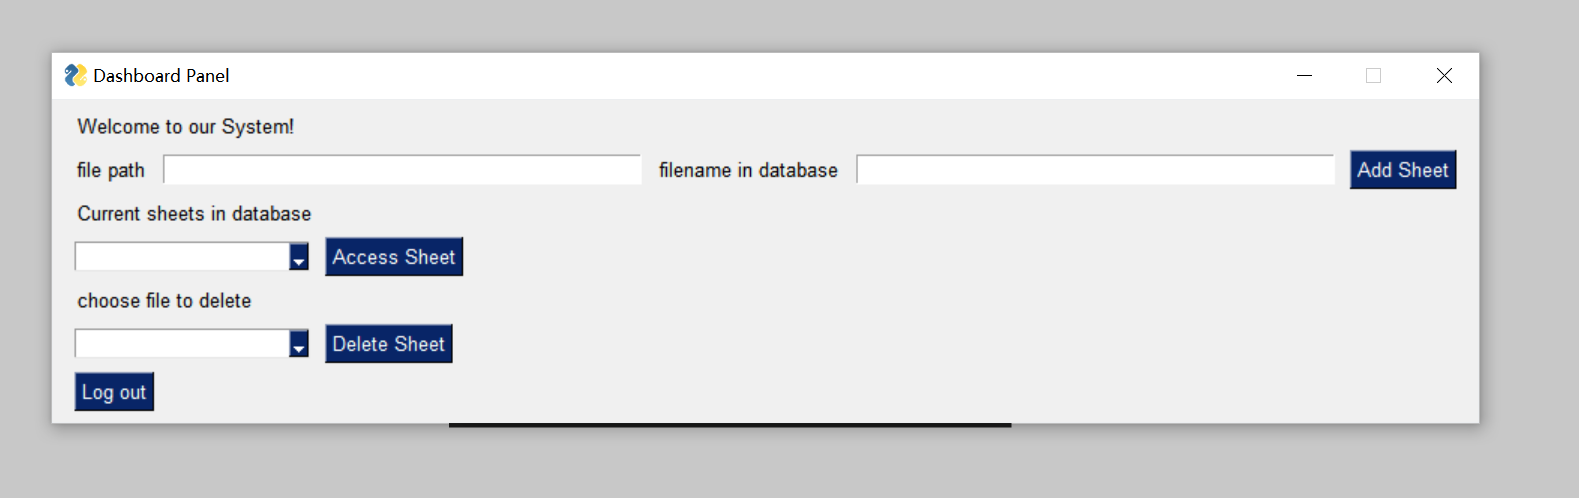 Dashboard Panel
Welcome to our System!
file path filename in database Add Sheet
Current sheets in database
Access Sheet
choose file to delete
Delete Sheet
Log out